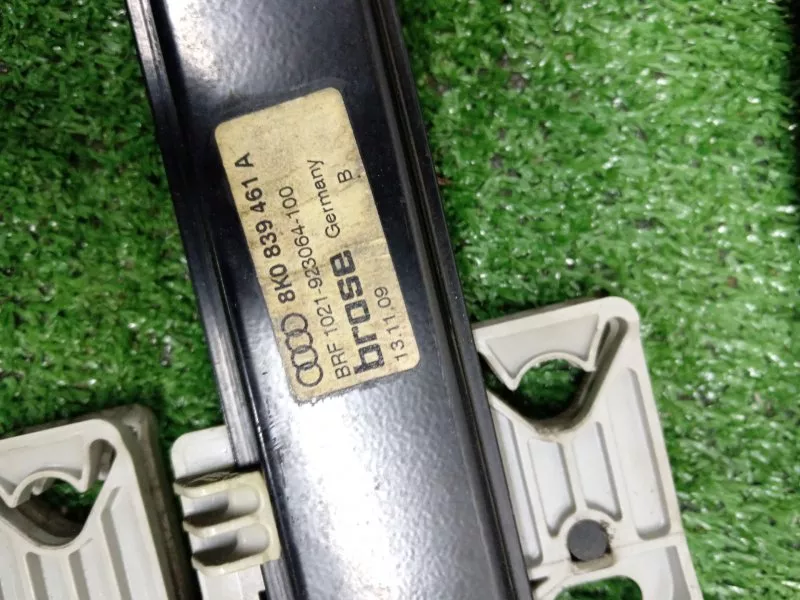 8K0 839 461 A
BRF 1021-923064-100
brose Germany B
13.11.09